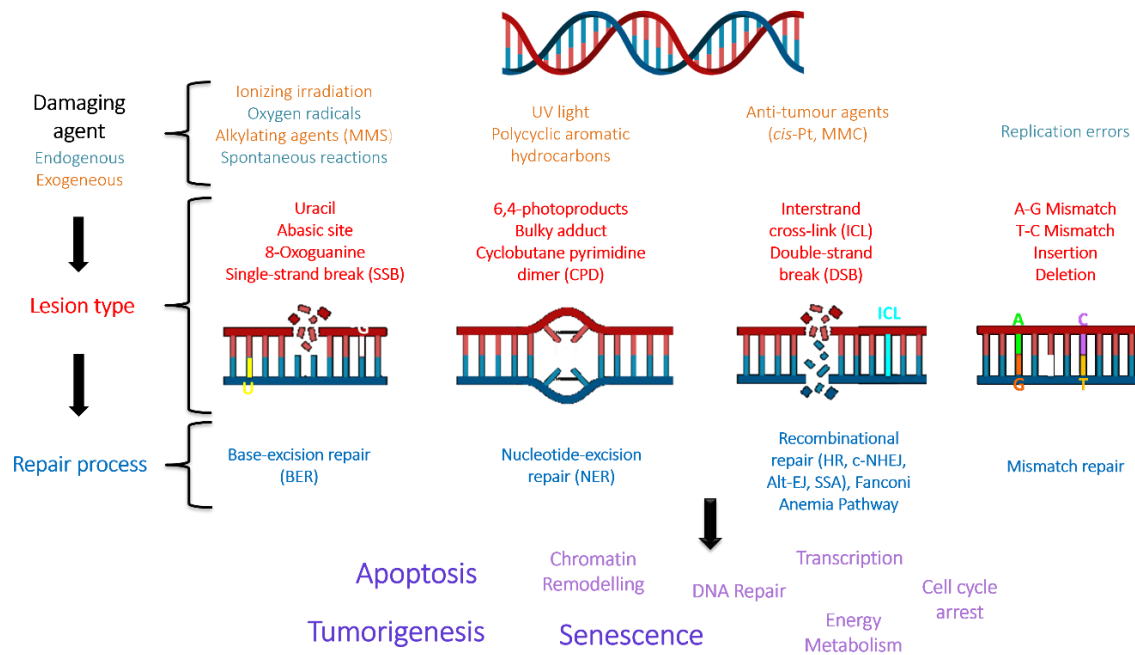 Damaging
agent
Endogenous
Exogeneous
Ionizing irradiation
Oxygen radicals
Alkylating agents (MMS)
Spontaneous reactions
UV light
Polycyclic aromatic
hydrocarbons
Anti-tumour agents
(cis-Pt, MMC)
Replication errors
Lesion type
Uracil
Abasic site
8-Oxoguanine
Single-strand break (SSB)
6,4-photoproducts
Bulky adduct
Cyclobutane pyrimidine
dimer (CPD)
Interstrand
cross-link (ICL)
Double-strand
break (DSB)
A-G Mismatch
T-C Mismatch
Insertion
Deletion
G
U
ICL
A
C
G
T
Repair process
Base-excision repair
(BER)
Nucleotide-excision
repair (NER)
Recombinational
repair (HR, c-NHEJ,
Alt-EJ, SSA), Fanconi
Anemia Pathway
Mismatch repair
Apoptosis
Chromatin
Remodelling
DNA Repair
Transcription
Cell cycle
arrest
Tumorigenesis
Senescence
Energy
Metabolism